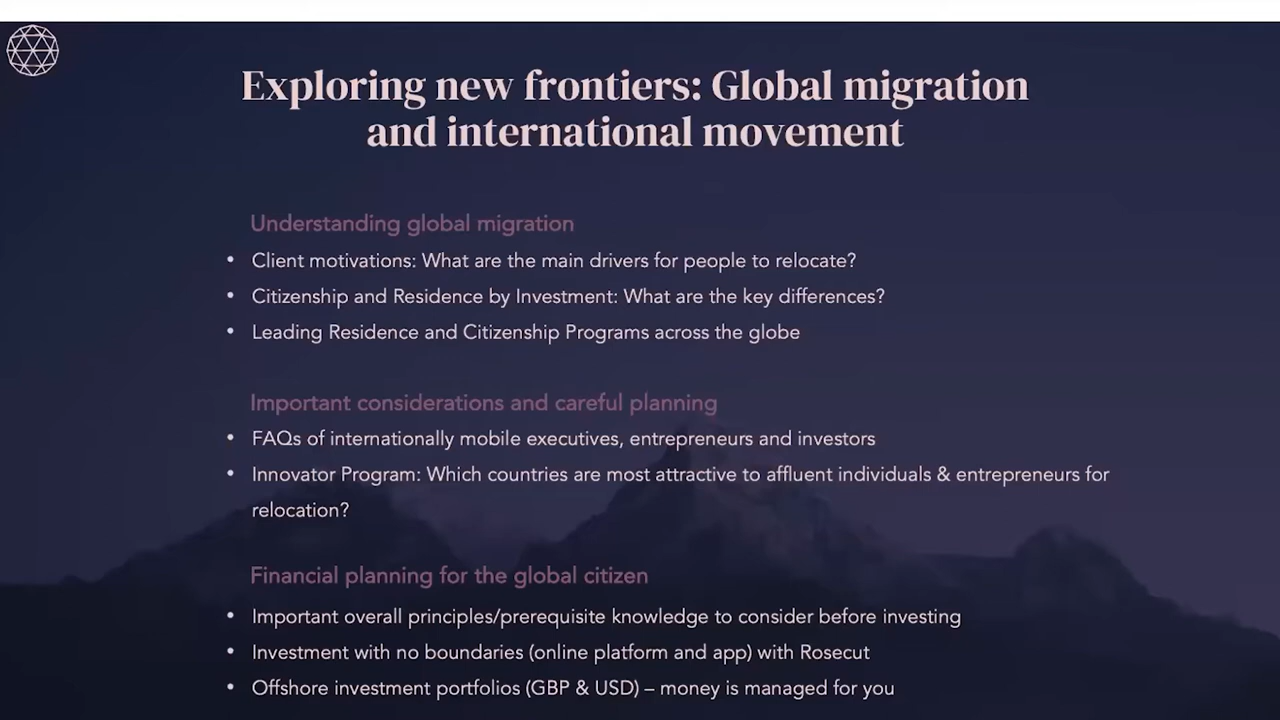 Exploring new frontiers: Global migration
and international movement
Understanding global migration
• Client motivations: What are the main drivers for people to relocate?
• Citizenship and Residence by Investment: What are the key differences?
• Leading Residence and Citizenship Programs across the globe
Important considerations and careful planning
• FAQs of internationally mobile executives, entrepreneurs and investors
• Innovator Program: Which countries are most attractive to affluent individuals & entrepreneurs for
relocation?
Financial planning for the global citizen
• Important overall principles/prerequisite knowledge to consider before investing
• Investment with no boundaries (online platform and app) with Rosecut
• Offshore investment portfolios (GBP & USD) – money is managed for you